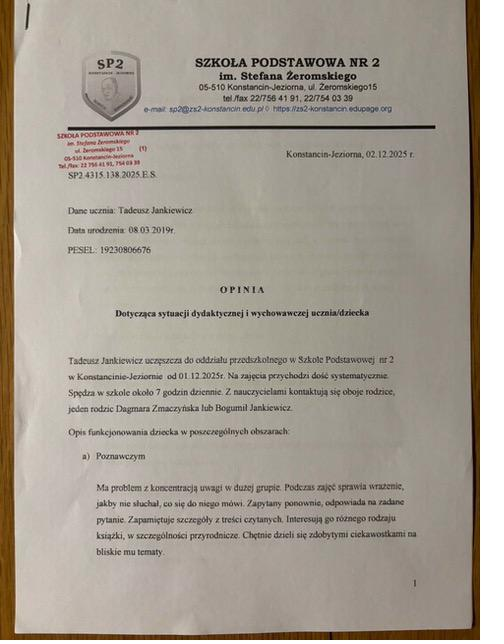 SP2
KONSTANCIN - JEZIORNA
SZKOŁA PODSTAWOWA NR 2
im. Stefana Żeromskiego
05-510 Konstancin-Jeziorna, ul. Żeromskiego15
tel./fax 22/756 41 91, 22/754 03 39
e-mail: sp2@zs2-konstancin.edu.pl ◊ https://zs2-konstancin.edupage.org
SZKOŁA PODSTAWOWA NR 2
im. Stefana Żeromskiego
ul. Żeromskiego 15 (1)
05-510 Konstancin-Jeziorna
Tel./fax: 22 756 41 91, 754 03 39
Konstancin-Jeziorna, 02.12.2025 r.
SP2.4315.138.2025.E.S.
Dane ucznia: Tadeusz Jankiewicz
Data urodzenia: 08.03.2019r.
PESEL: 19230806676
O P I N I A
Dotycząca sytuacji dydaktycznej i wychowawczej ucznia/dziecka
Tadeusz Jankiewicz uczęszcza do oddziału przedszkolnego w Szkole Podstawowej nr 2
w Konstancinie-Jeziornie od 01.12.2025r. Na zajęcia przychodzi dość systematycznie.
Spędza w szkole około 7 godzin dziennie. Z nauczycielami kontaktują się oboje rodzice,
jeden rodzic Dagmara Zmaczyńska lub Bogumił Jankiewicz.
Opis funkcjonowania dziecka w poszczególnych obszarach:
a) Poznawczym
Ma problem z koncentracją uwagi w dużej grupie. Podczas zajęć sprawia wrażenie,
jakby nie słuchał, co się do niego mówi. Zapytany ponownie, odpowiada na zadane
pytanie. Zapamiętuje szczegóły z treści czytanych. Interesują go różnego rodzaju
książki, w szczególności przyrodnicze. Chętnie dzieli się zdobytymi ciekawostkami na
bliskie mu tematy.
1